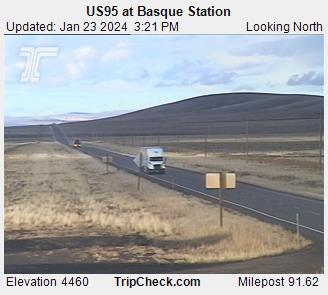 US95 at Basque Station
Updated: Jan 23 2024 3:21 PM Looking North
Elevation 4460 TripCheck.com Milepost 91.62